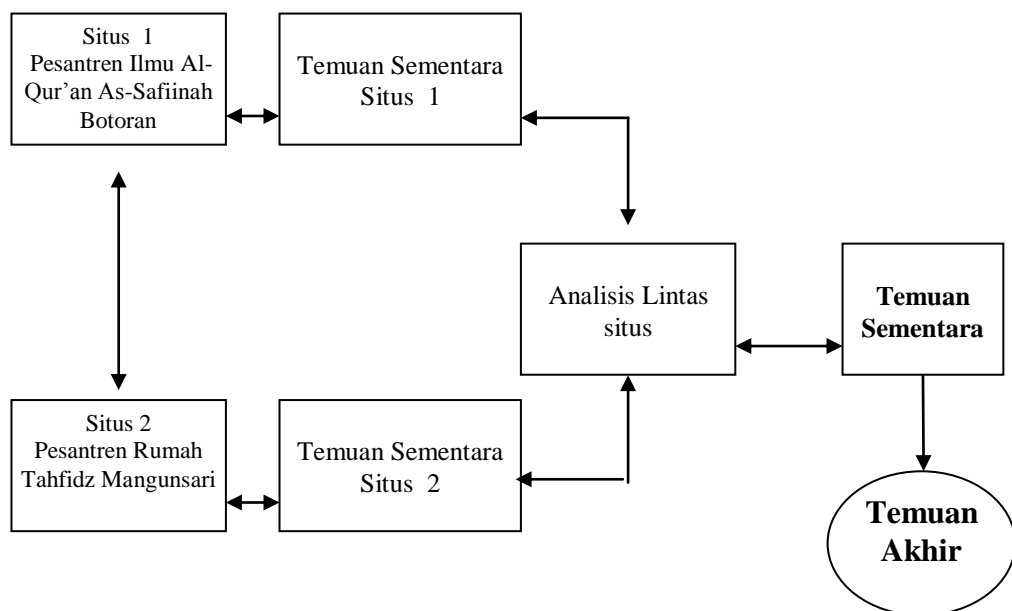 Situs 1
Pesantren Ilmu Al-
Qur'an As-Safiinah
Botoran
Temuan Sementara
Situs 1
Analisis Lintas
situs
Temuan
Sementara
Situs 2
Pesantren Rumah
Tahfidz Mangunsari
Temuan Sementara
Situs 2
Temuan
Akhir